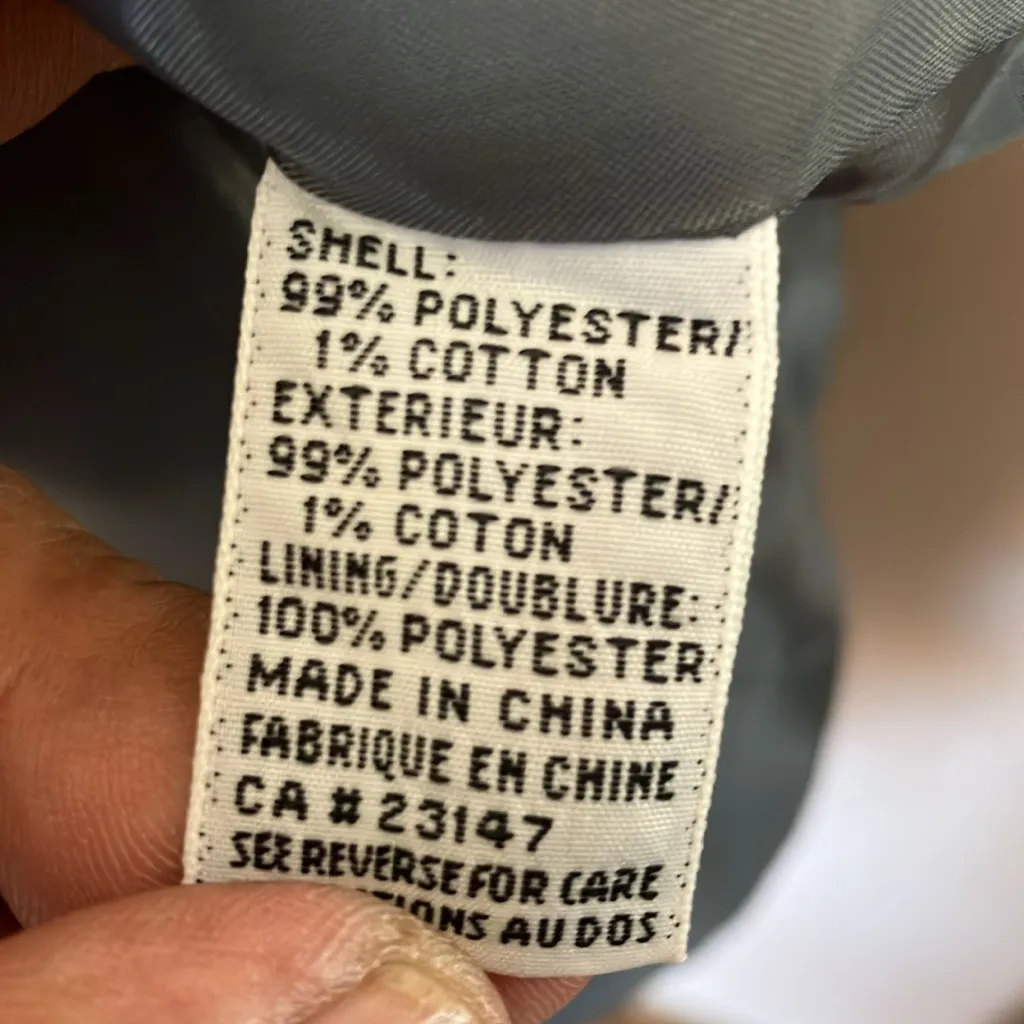 SHELL:
99% POLYESTER/
1% COTTON
EXTERIEUR:
99% POLYESTER/
1% COTON
LINING/DOUBLURE:
100% POLYESTER
MADE IN CHINA
FABRIQUE EN CHINE
CA # 23147
SEE REVERSE FOR CARE
AU DOS